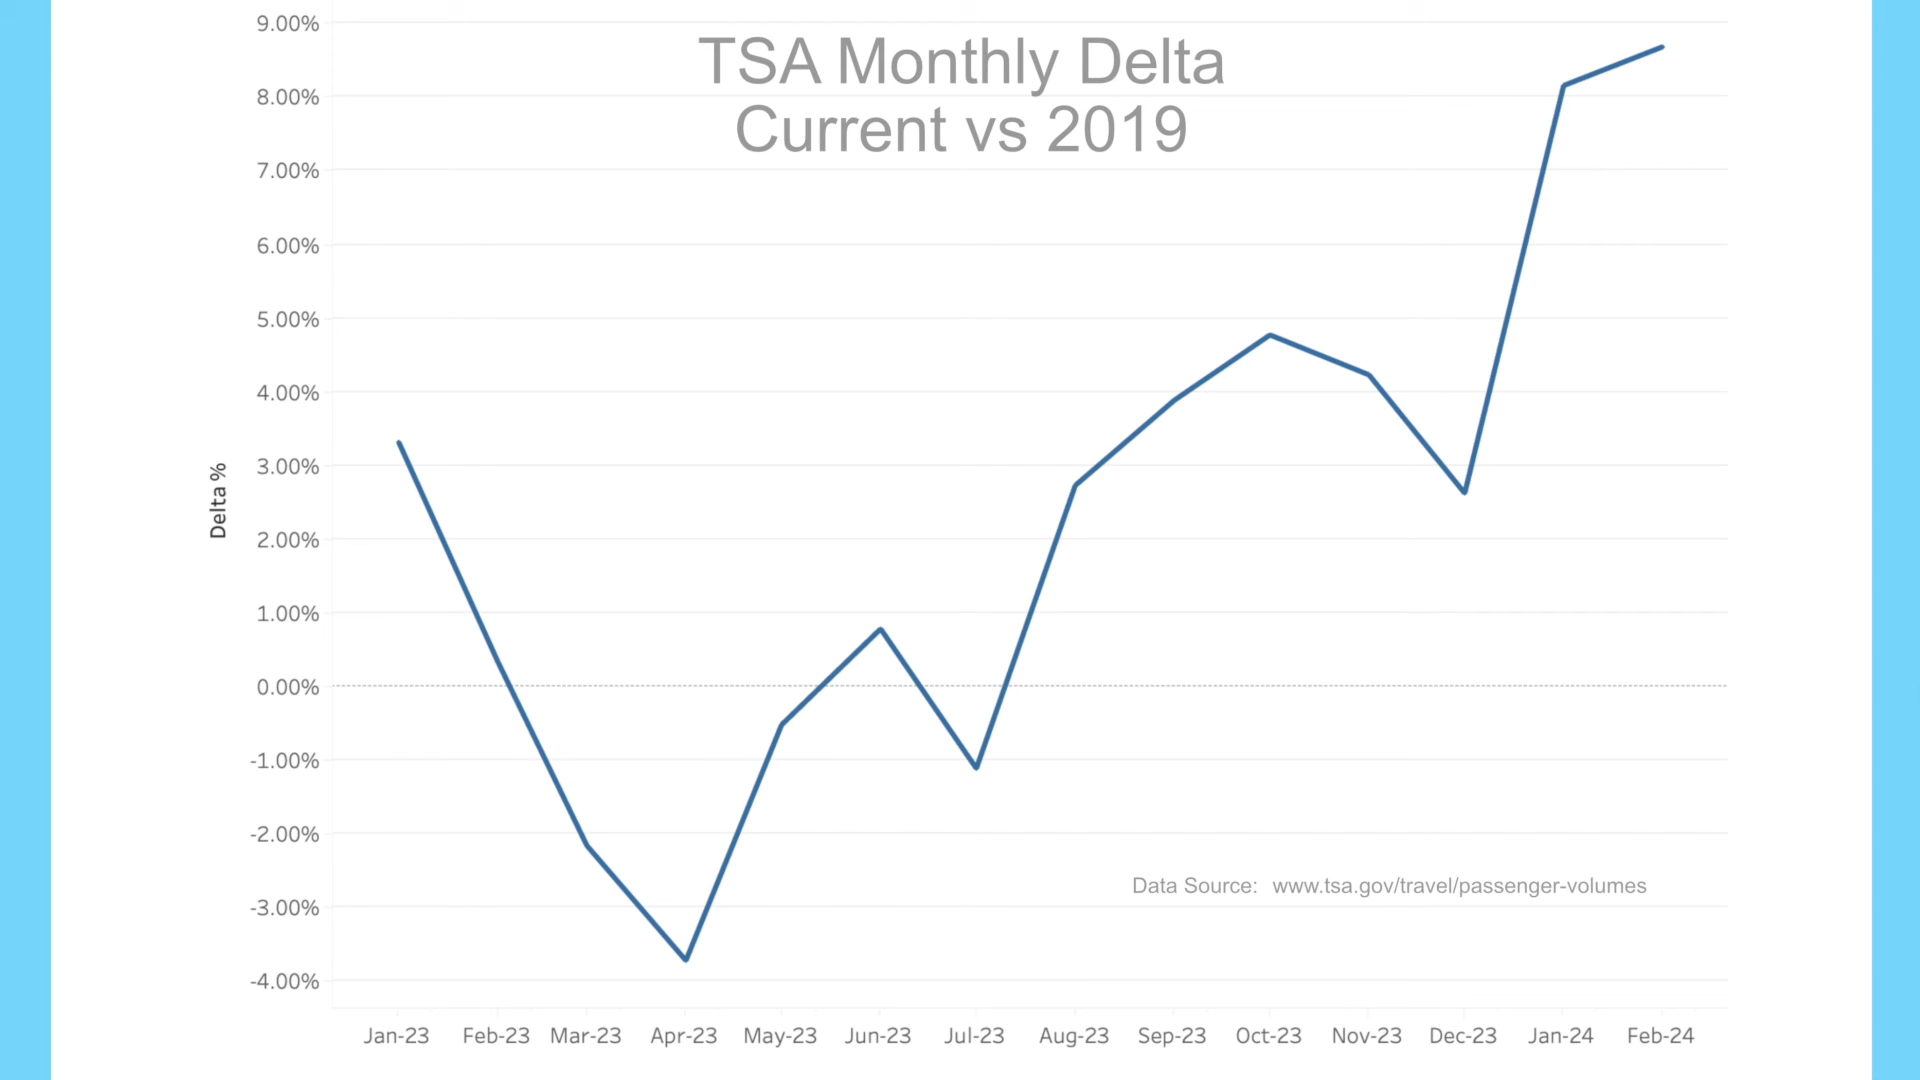 TSA Monthly Delta
Current vs 2019
9.00%
8.00%
7.00%
6.00%
5.00%
4.00%
3.00%
2.00%
1.00%
0.00%
-1.00%
-2.00%
-3.00%
-4.00%
Delta %
Data Source: www.tsa.gov/travel/passenger-volumes
Jan-23 Feb-23 Mar-23 Apr-23 May-23 Jun-23 Jul-23 Aug-23 Sep-23 Oct-23 Nov-23 Dec-23 Jan-24 Feb-24